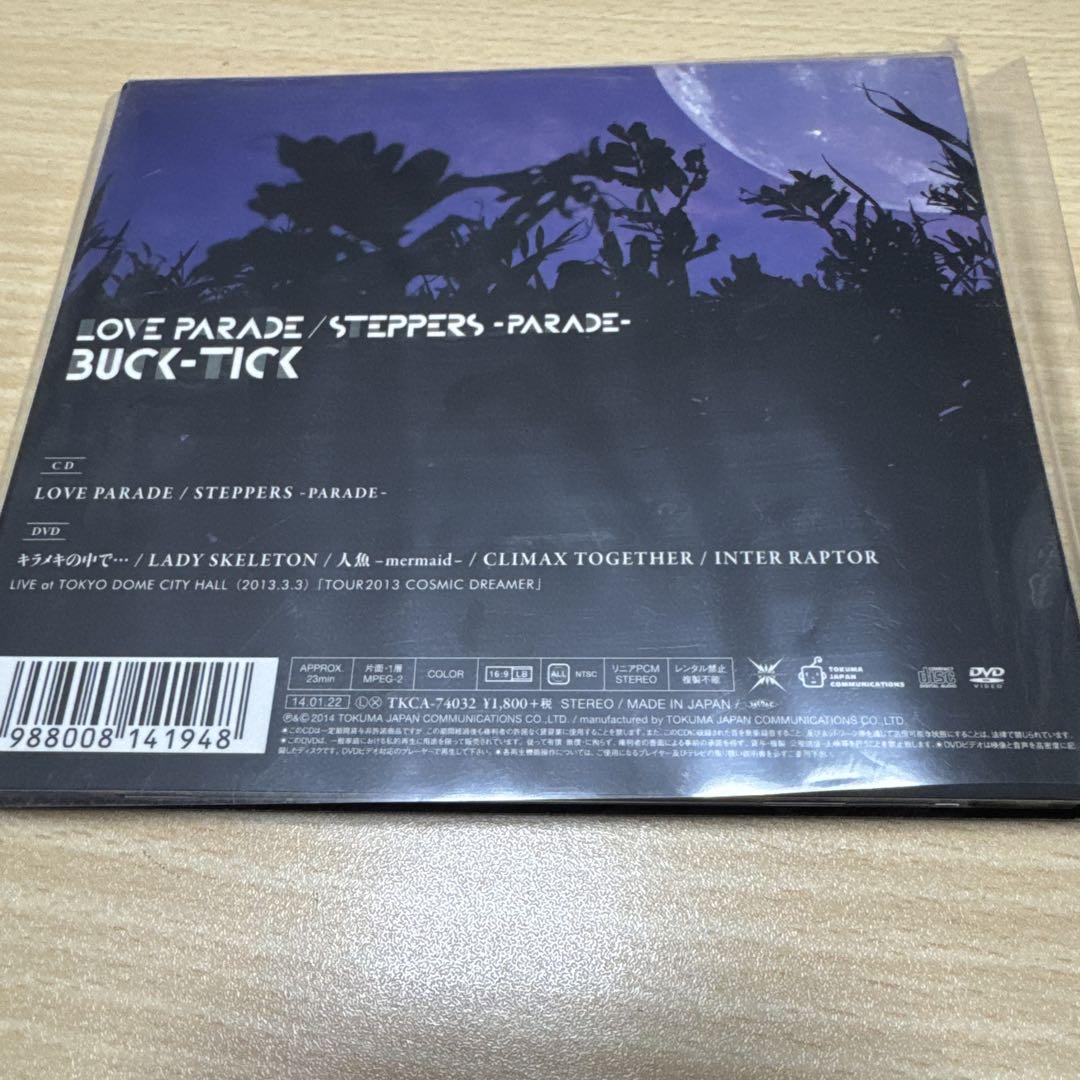 LOVE PARADE / STEPPERS -PARADE-
BUCK-TICK
CD
LOVE PARADE / STEPPERS -PARADE-
DVD
キラメキの中で… / LADY SKELETON / 人魚 -mermaid- / CLIMAX TOGETHER / INTER RAPTOR
LIVE at TOKYO DOME CITY HALL (2013.3.3)「TOUR2013 COSMIC DREAMER」
APPROX. 23min 片面・1層 MPEG-2 COLOR 16:9 LB ALL NTSC リニアPCM STEREO レンタル禁止 複製不能
TOKUMA JAPAN COMMUNICATIONS
COMPACT disc DIGITAL AUDIO
DVD VIDEO
14.01.22 Ⓛ Ⓧ TKCA-74032 ¥1,800+税 STEREO / MADE IN JAPAN /
℗&© 2014 TOKUMA JAPAN COMMUNICATIONS CO.,LTD. / manufactured by TOKUMA JAPAN COMMUNICATIONS CO.,LTD.
988008 141948